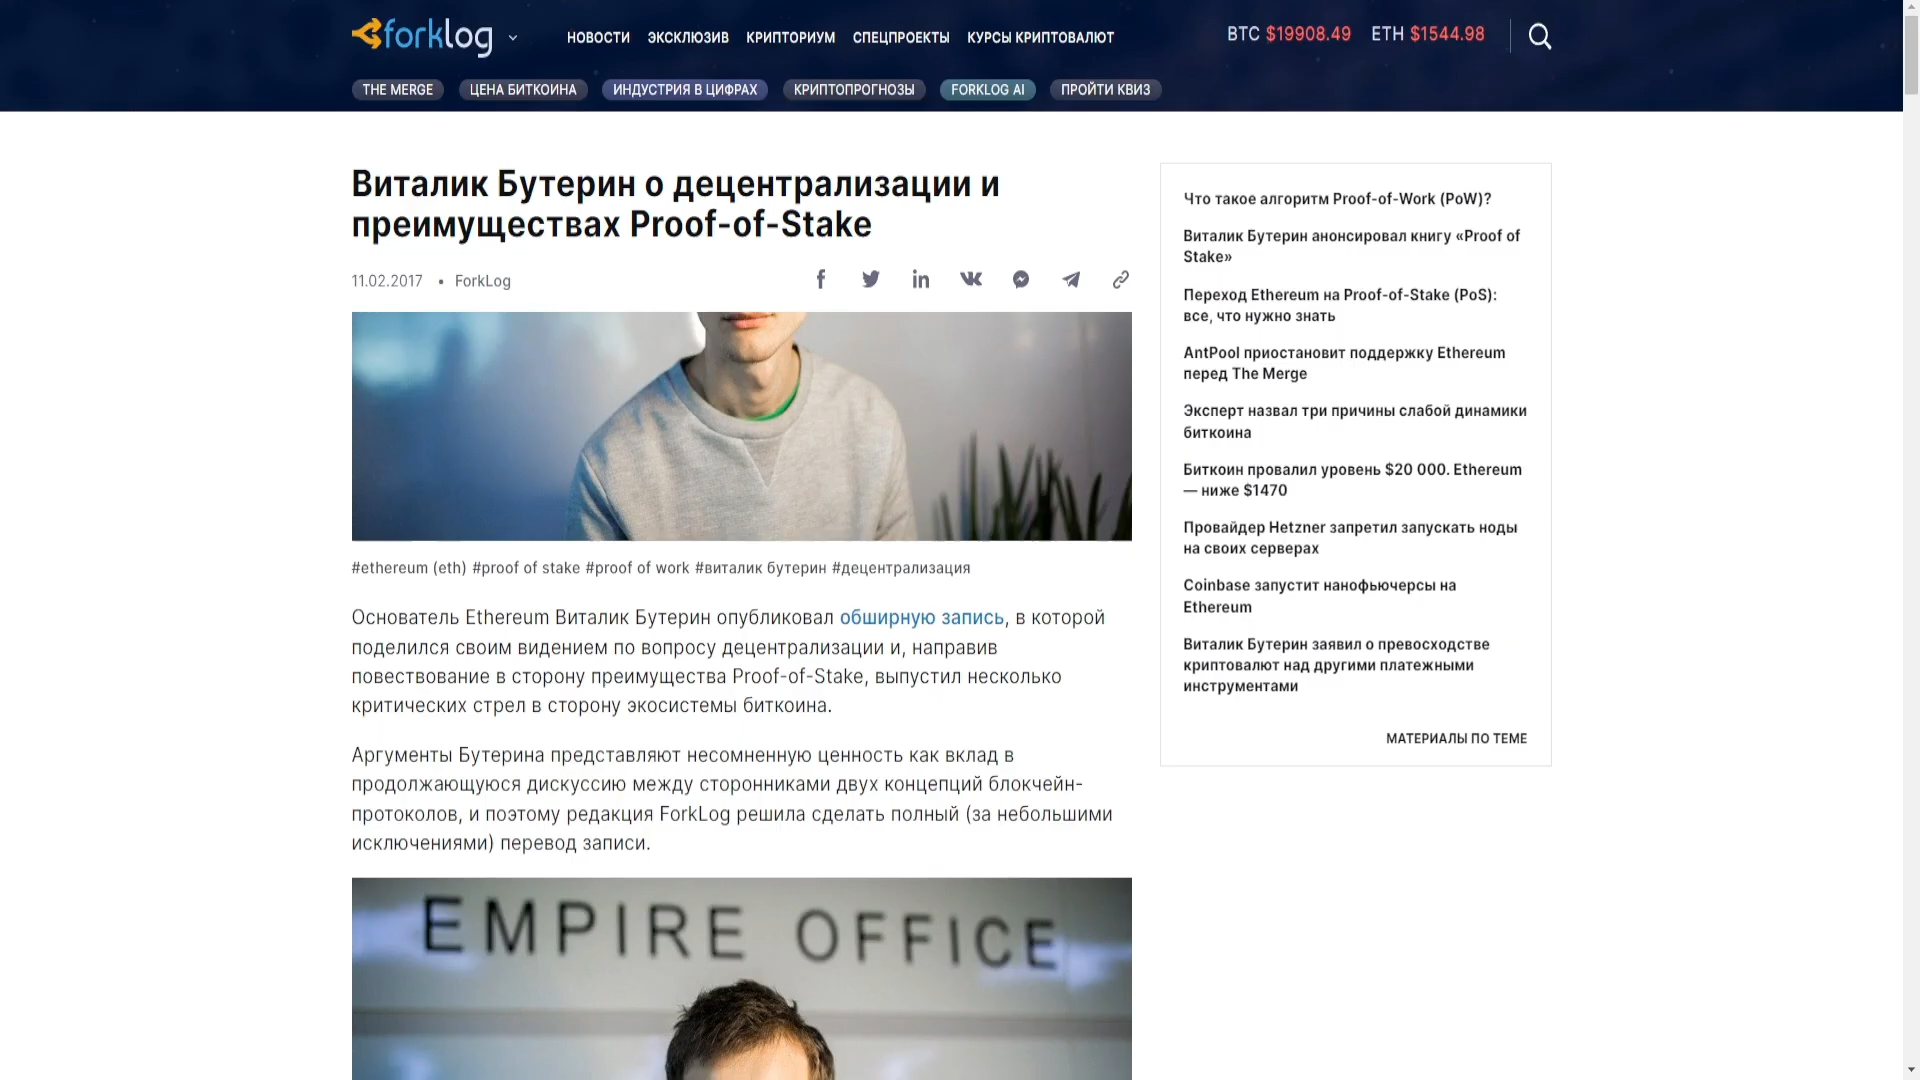 forklog
НОВОСТИ ЭКСКЛЮЗИВ КРИПТОРИУМ СПЕЦПРОЕКТЫ КУРСЫ КРИПТОВАЛЮТ
BTC $19908.49 ETH $1544.98
THE MERGE ЦЕНА БИТКОИНА ИНДУСТРИЯ В ЦИФРАХ КРИПТОПРОГНОЗЫ FORKLOG AI ПРОЙТИ КВИЗ
Виталик Бутерин о децентрализации и
преимуществах Proof-of-Stake
11.02.2017 • ForkLog
#ethereum (eth) #proof of stake #proof of work #виталик бутерин #децентрализация
Основатель Ethereum Виталик Бутерин опубликовал обширную запись, в которой
поделился своим видением по вопросу децентрализации и, направив
повествование в сторону преимущества Proof-of-Stake, выпустил несколько
критических стрел в сторону экосистемы биткоина.
Аргументы Бутерина представляют несомненную ценность как вклад в
продолжающуюся дискуссию между сторонниками двух концепций блокчейн-
протоколов, и поэтому редакция ForkLog решила сделать полный (за небольшими
исключениями) перевод записи.
EMPIRE OFFICE
Что такое алгоритм Proof-of-Work (PoW)?
Виталик Бутерин анонсировал книгу «Proof of
Stake»
Переход Ethereum на Proof-of-Stake (PoS):
все, что нужно знать
AntPool приостановит поддержку Ethereum
перед The Merge
Эксперт назвал три причины слабой динамики
биткоина
Биткоин провалил уровень $20 000. Ethereum
— ниже $1470
Провайдер Hetzner запретил запускать ноды
на своих серверах
Coinbase запустит нанофьючерсы на
Ethereum
Виталик Бутерин заявил о превосходстве
криптовалют над другими платежными
инструментами
МАТЕРИАЛЫ ПО ТЕМЕ